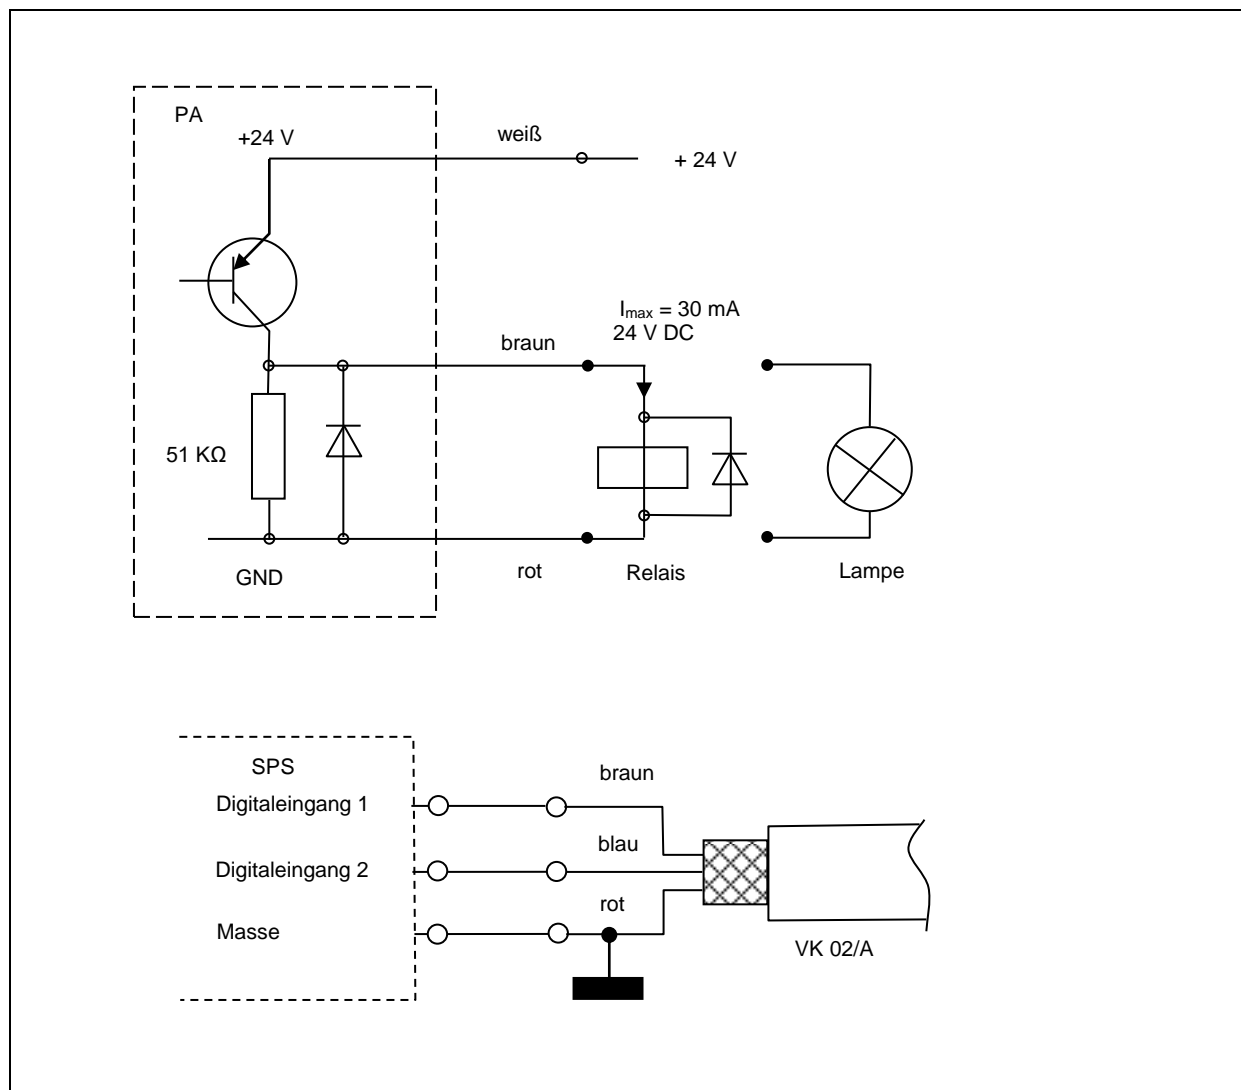 PA
+24 V
weiß
+ 24 V
Imax = 30 mA
24 V DC
braun
51 KΩ
GND
rot
Relais
Lampe
SPS
braun
Digitaleingang 1
blau
Digitaleingang 2
rot
Masse
VK 02/A